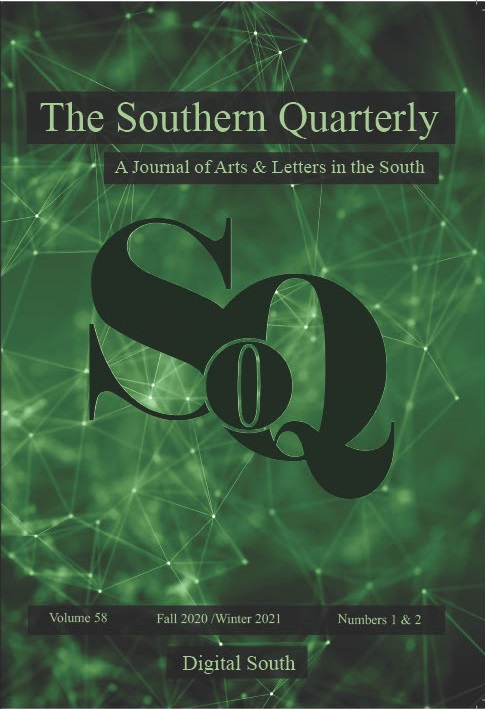 The Southern Quarterly
A Journal of Arts & Letters in the South
SoQ
Volume 58 Fall 2020 /Winter 2021 Numbers 1 & 2
Digital South